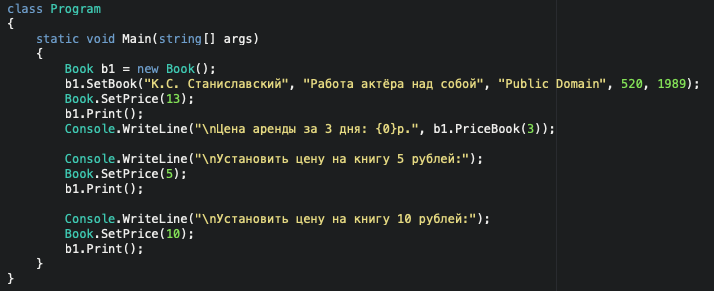 class Program
{
    static void Main(string[] args)
    {
        Book b1 = new Book();
        b1.SetBook("К.С. Станиславский", "Работа актёра над собой", "Public Domain", 520, 1989);
        Book.SetPrice(13);
        b1.Print();
        Console.WriteLine("\nЦена аренды за 3 дня: {0}р.", b1.PriceBook(3));

        Console.WriteLine("\nУстановить цену на книгу 5 рублей:");
        Book.SetPrice(5);
        b1.Print();

        Console.WriteLine("\nУстановить цену на книгу 10 рублей:");
        Book.SetPrice(10);
        b1.Print();
    }
}